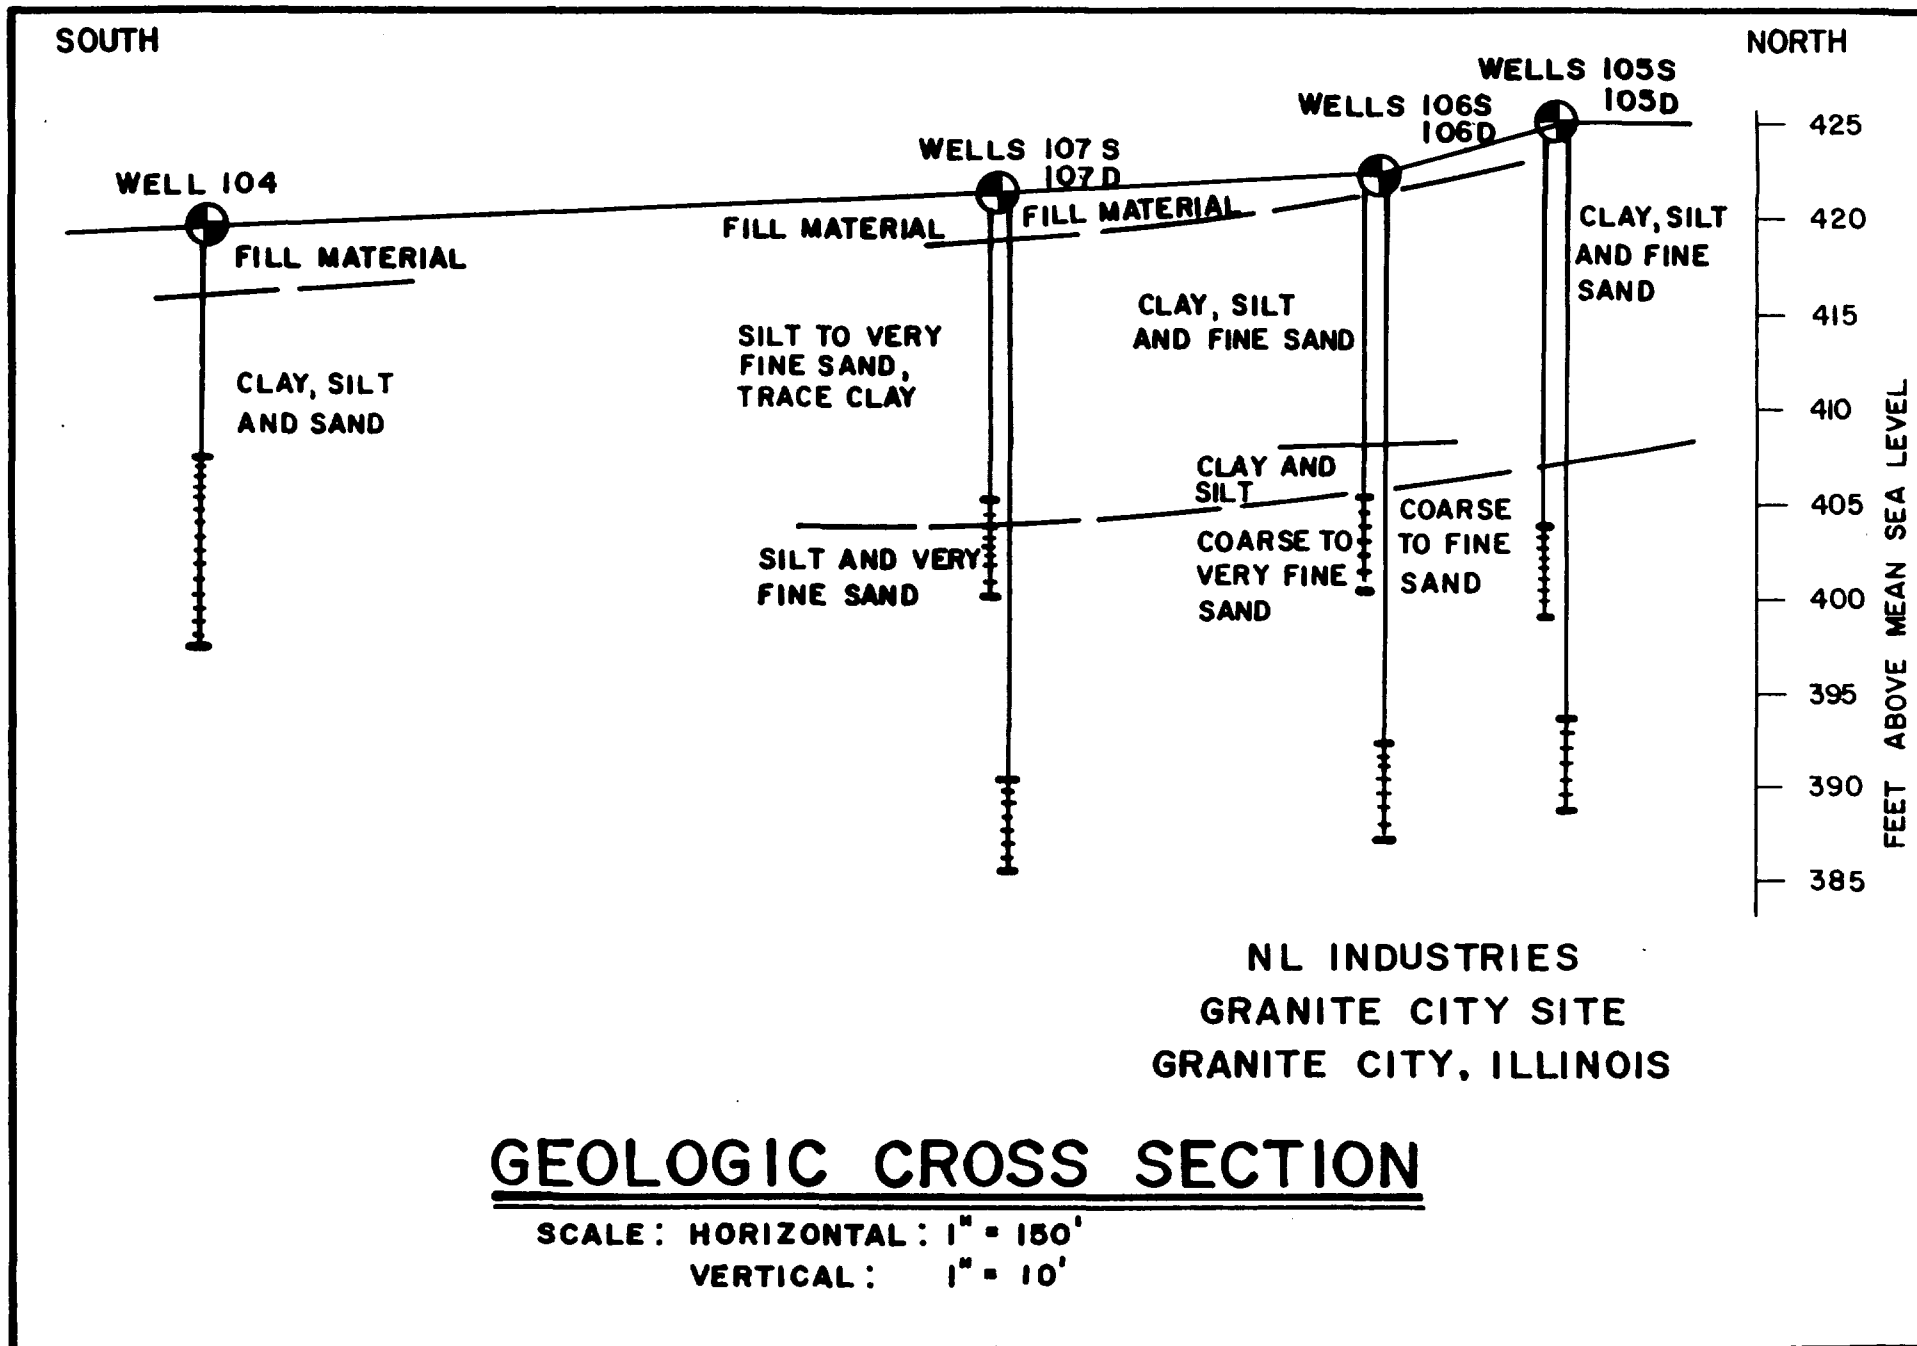 SOUTH
NORTH
WELLS 105S
105D
WELLS 106S
106D
WELLS 107S
107D
WELL 104
FILL MATERIAL
FILL MATERIAL
FILL MATERIAL
CLAY, SILT
AND SAND
SILT TO VERY
FINE SAND,
TRACE CLAY
SILT AND VERY
FINE SAND
CLAY, SILT
AND FINE SAND
CLAY AND
SILT
COARSE TO
VERY FINE
SAND
COARSE
TO FINE
SAND
CLAY, SILT
AND FINE
SAND
425
420
415
410
405
400
395
390
385
FEET ABOVE MEAN SEA LEVEL
NL INDUSTRIES
GRANITE CITY SITE
GRANITE CITY, ILLINOIS
GEOLOGIC CROSS SECTION
SCALE: HORIZONTAL: 1" = 150'
VERTICAL: 1" = 10'